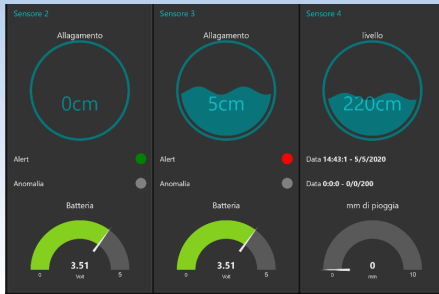 Sensore 2
Allagamento
0cm
Alert
Anomalia
Batteria
0
3.51
5
Volt
Sensore 3
Allagamento
5cm
Alert
Anomalia
Batteria
0
3.51
5
Volt
Sensore 4
livello
220cm
Data 14:43:1 - 5/5/2020
Data 0:0:0 - 0/0/200
mm di pioggia
0
0
10
mm